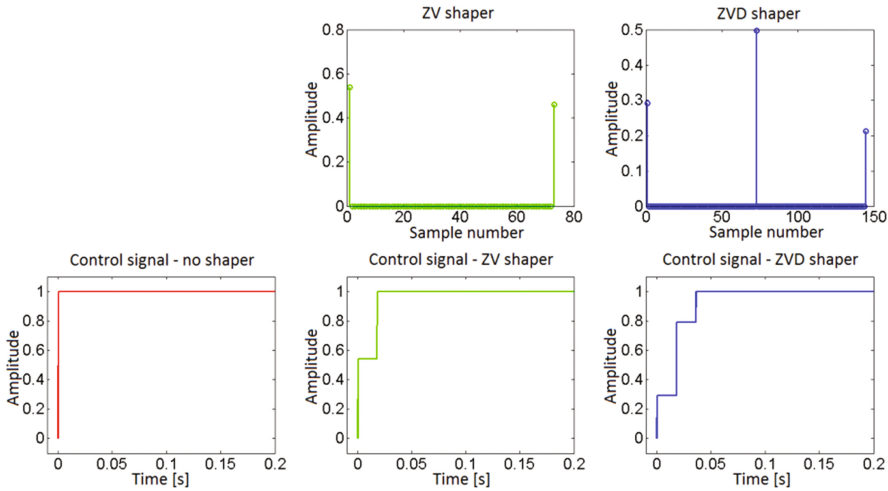 ZV shaper
0.8
0.6
0.4
0.2
0
Amplitude
0 20 40 60 80
Sample number
ZVD shaper
0.5
0.4
0.3
0.2
0.1
0
Amplitude
0 50 100 150
Sample number
Control signal - no shaper
1
0.8
0.6
0.4
0.2
0
Amplitude
0 0.05 0.1 0.15 0.2
Time [s]
Control signal - ZV shaper
1
0.8
0.6
0.4
0.2
0
Amplitude
0 0.05 0.1 0.15 0.2
Time [s]
Control signal - ZVD shaper
1
0.8
0.6
0.4
0.2
0
Amplitude
0 0.05 0.1 0.15 0.2
Time [s]